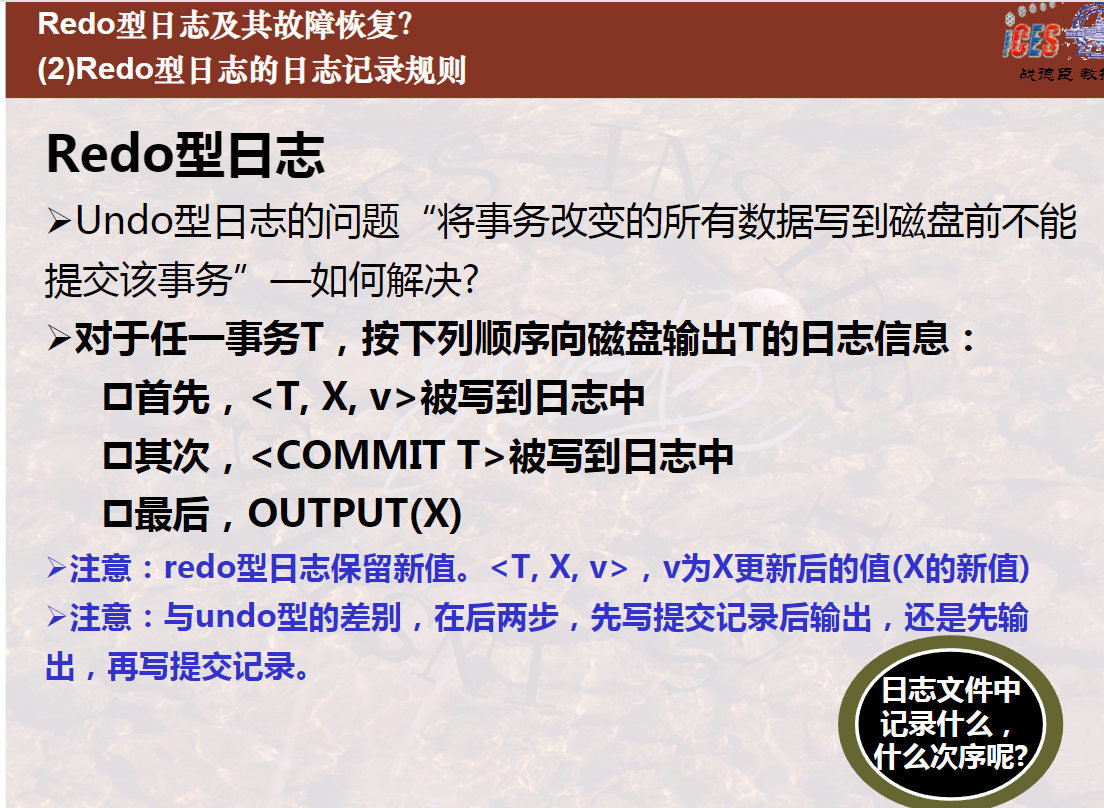 Redo型日志及其故障恢复?
(2)Redo型日志的日志记录规则
iCES
战德臣 教
Redo型日志
➢Undo型日志的问题“将事务改变的所有数据写到磁盘前不能
提交该事务”—如何解决?
➢对于任一事务T，按下列顺序向磁盘输出T的日志信息：
❑首先，<T, X, v>被写到日志中
❑其次，<COMMIT T>被写到日志中
❑最后，OUTPUT(X)
➢注意：redo型日志保留新值。<T, X, v>，v为X更新后的值(X的新值)
➢注意：与undo型的差别，在后两步，先写提交记录后输出，还是先输
出，再写提交记录。
日志文件中
记录什么，
什么次序呢?